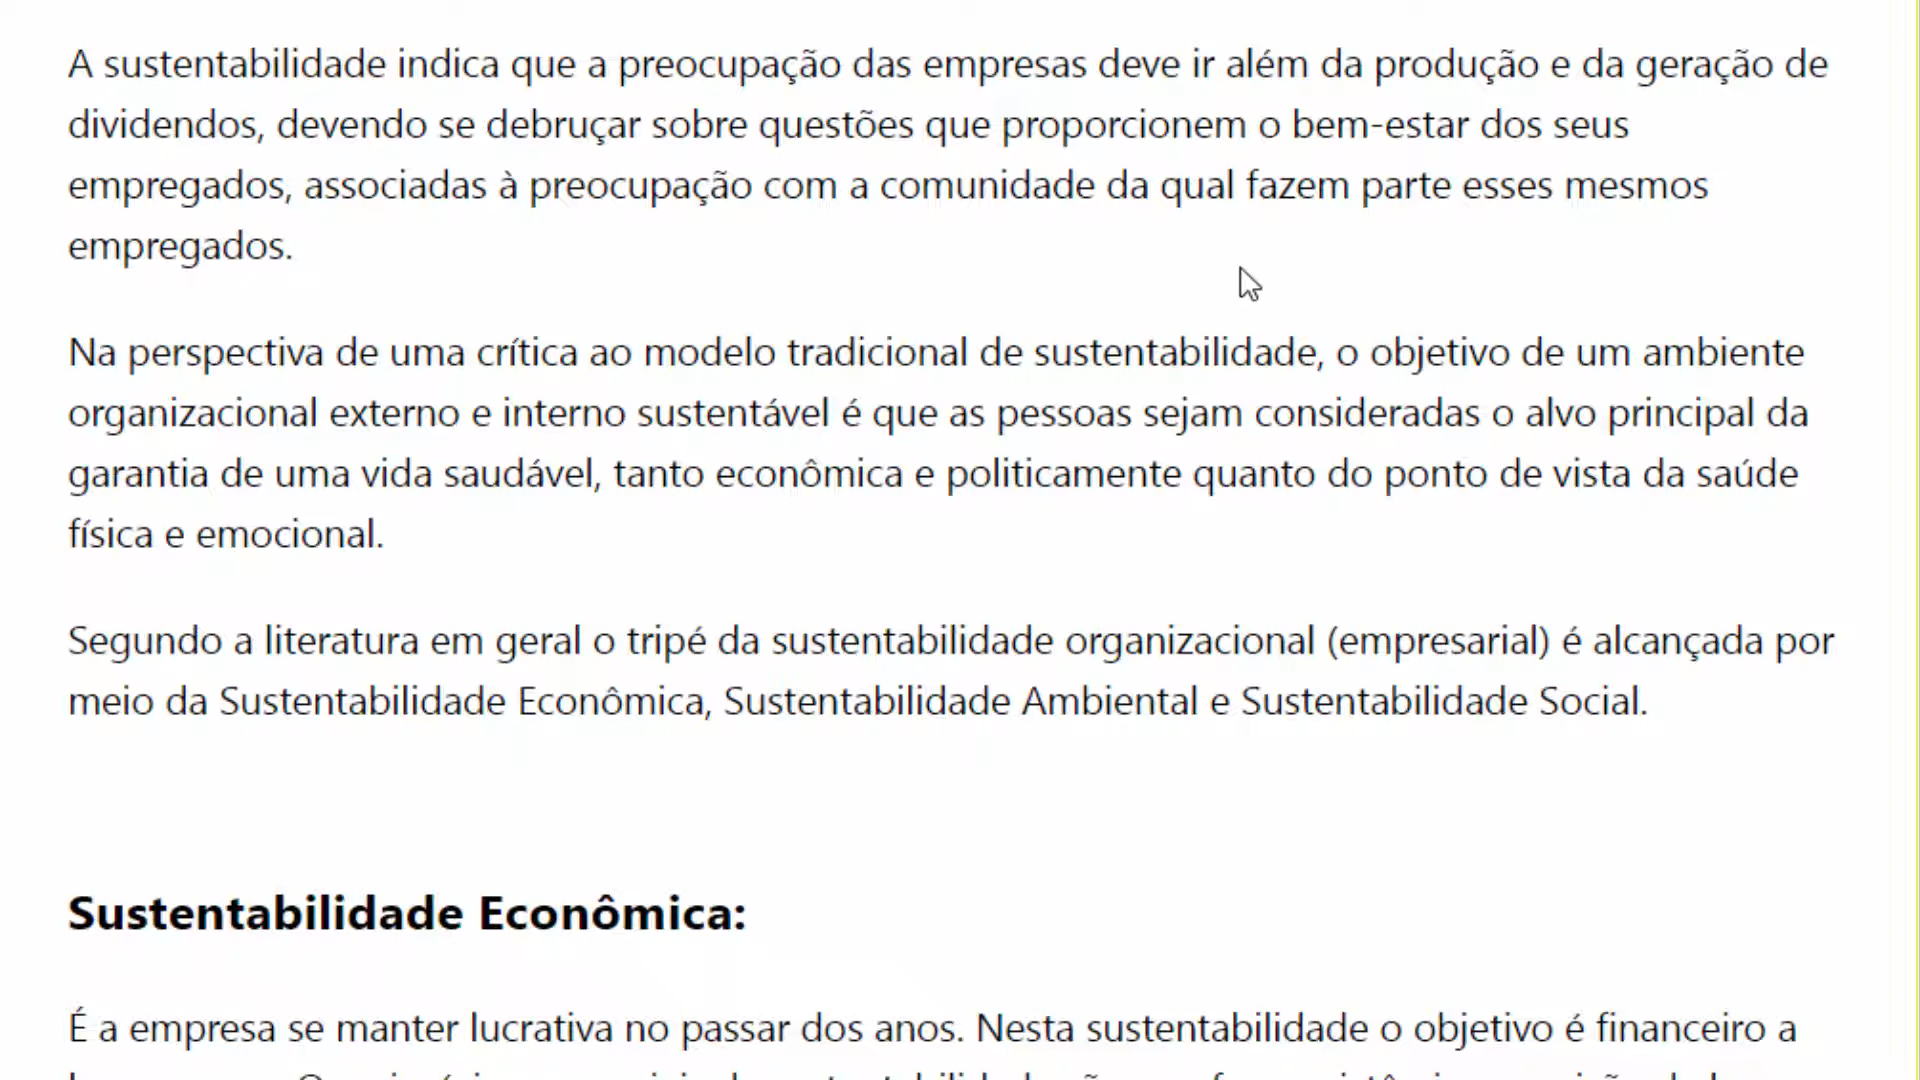 A sustentabilidade indica que a preocupação das empresas deve ir além da produção e da geração de
dividendos, devendo se debruçar sobre questões que proporcionem o bem-estar dos seus
empregados, associadas à preocupação com a comunidade da qual fazem parte esses mesmos
empregados.
Na perspectiva de uma crítica ao modelo tradicional de sustentabilidade, o objetivo de um ambiente
organizacional externo e interno sustentável é que as pessoas sejam consideradas o alvo principal da
garantia de uma vida saudável, tanto econômica e politicamente quanto do ponto de vista da saúde
física e emocional.
Segundo a literatura em geral o tripé da sustentabilidade organizacional (empresarial) é alcançada por
meio da Sustentabilidade Econômica, Sustentabilidade Ambiental e Sustentabilidade Social.
Sustentabilidade Econômica:
É a empresa se manter lucrativa no passar dos anos. Nesta sustentabilidade o objetivo é financeiro a